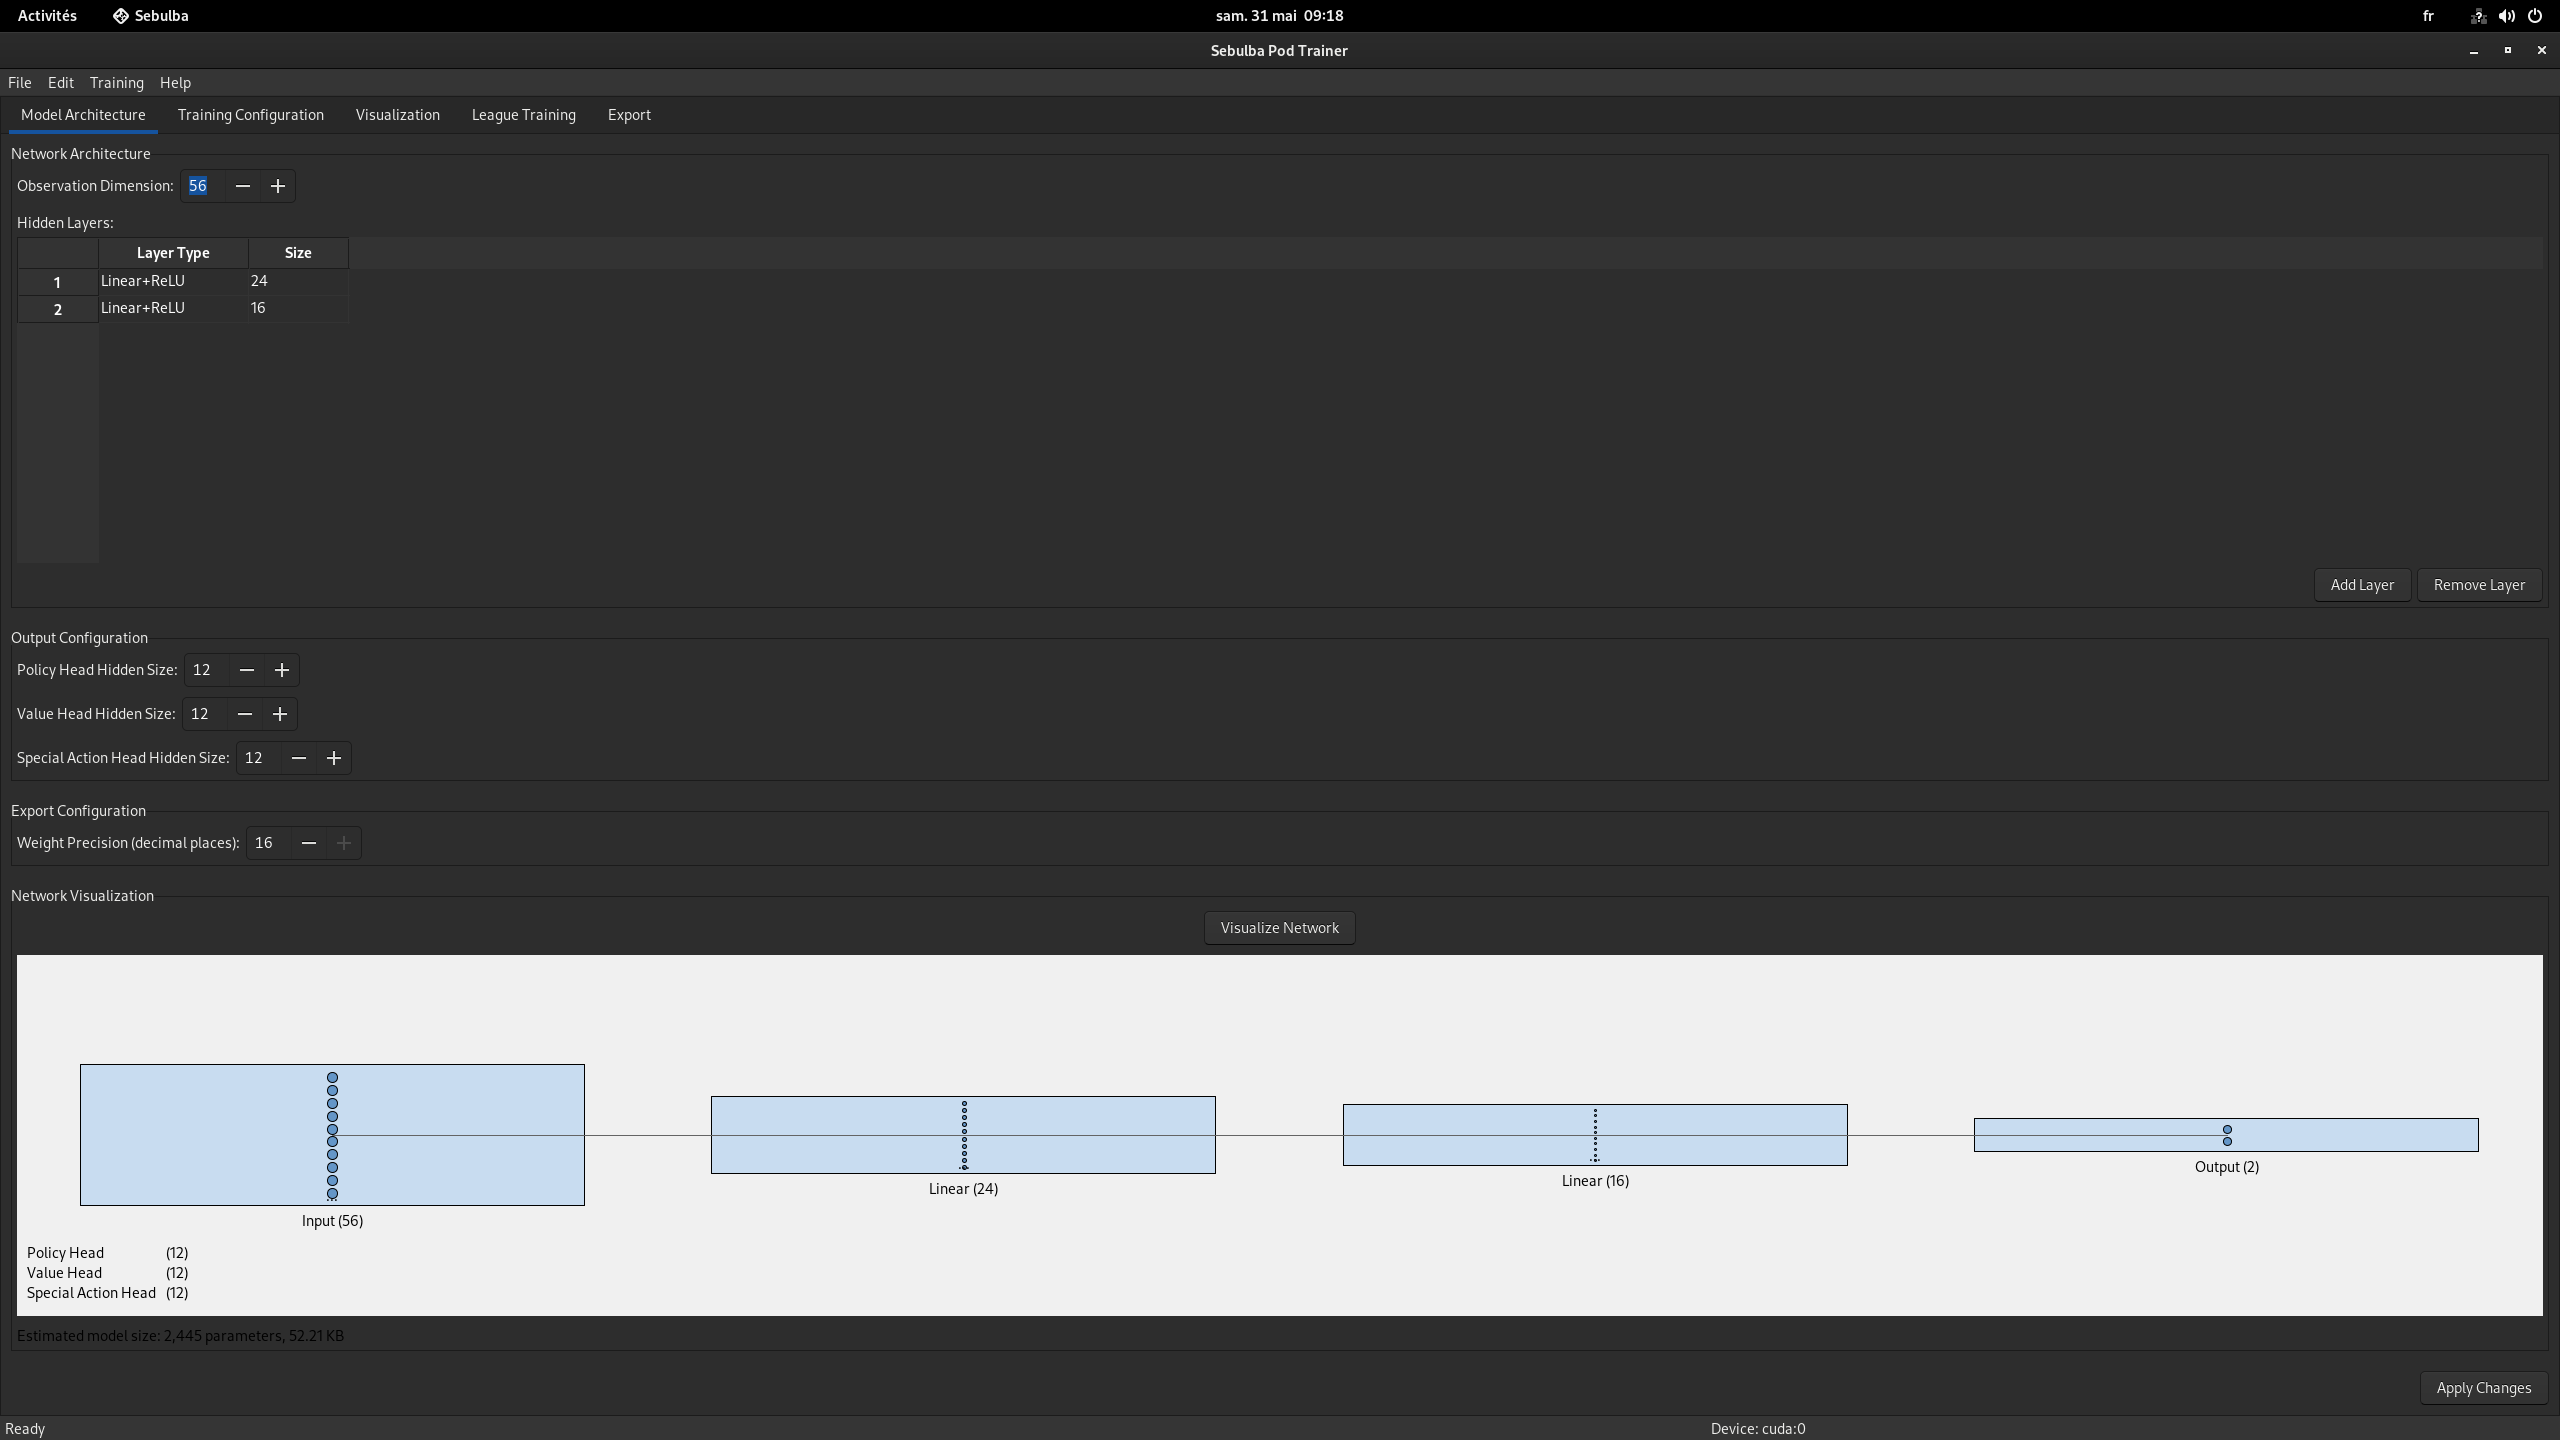 Activités Sebulba sam. 31 mai 09:18 fr
Sebulba Pod Trainer
File Edit Training Help
Model Architecture Training Configuration Visualization League Training Export
Network Architecture
Observation Dimension: 56
Hidden Layers:
Layer Type Size
1 Linear+ReLU 24
2 Linear+ReLU 16
Add Layer Remove Layer
Output Configuration
Policy Head Hidden Size: 12
Value Head Hidden Size: 12
Special Action Head Hidden Size: 12
Export Configuration
Weight Precision (decimal places): 16
Network Visualization
Visualize Network
Output (2)
Linear (16)
Linear (24)
Input (56)
Policy Head (12)
Value Head (12)
Special Action Head (12)
Estimated model size: 2,445 parameters, 52.21 KB
Apply Changes
Ready Device: cuda:0